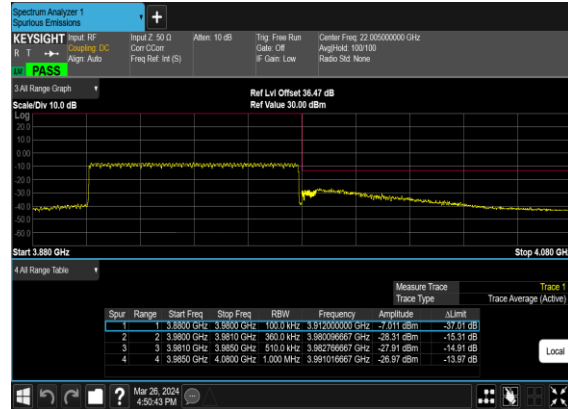 Spectrum Analyzer 1
Spurious Emissions
KEYSIGHT Input: RF Input Z: 50 Ω Atten: 10 dB Trig: Free Run Center Freq: 22.005000000 GHz
R T Coupling: DC Corr CCorr Gate: Off Avg|Hold: 100/100
Align: Auto Freq Ref: Int (S) IF Gain: Low Radio Std: None
PASS
3 All Range Graph Ref Lvl Offset 36.47 dB
Scale/Div 10.0 dB Ref Value 30.00 dBm
Log
20.0
10.0
0.00
-10.0
-20.0
-30.0
-40.0
-50.0
-60.0
Start 3.880 GHz Stop 4.080 GH
4 All Range Table
Measure Trace Trace 1
Trace Type Trace Average (Active)
Spur Range Start Freq Stop Freq RBW Frequency Amplitude ΔLimit
1 1 3.8800 GHz 3.9800 GHz 100.0 kHz 3.912000000 GHz -7.011 dBm -37.01 dB
2 2 3.9800 GHz 3.9810 GHz 360.0 kHz 3.980096667 GHz -28.31 dBm -15.31 dB
3 3 3.9810 GHz 3.9850 GHz 510.0 kHz 3.982766667 GHz -27.91 dBm -14.91 dB
4 4 3.9850 GHz 4.0800 GHz 1.000 MHz 3.991016667 GHz -26.97 dBm -13.97 dB
Local
Mar 26, 2024
4:50:43 PM